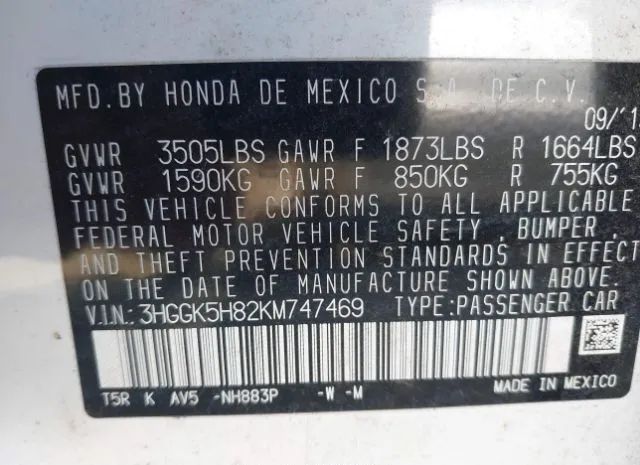 MFD.BY HONDA DE MEXICO S.A. DE C.V.
GVWR 3505LBS GAWR F 1873LBS R 1664LBS
GVWR 1590KG GAWR F 850KG R 755KG
THIS VEHICLE CONFORMS TO ALL APPLICABLE
FEDERAL MOTOR VEHICLE SAFETY, BUMPER,
AND THEFT PREVENTION STANDARDS IN EFFECT
ON THE DATE OF MANUFACTURE SHOWN ABOVE.
V.I.N.: 3HGGK5H82KM747469 TYPE:PASSENGER CAR
T5R K AV5 -NH883P -W -M
MADE IN MEXICO